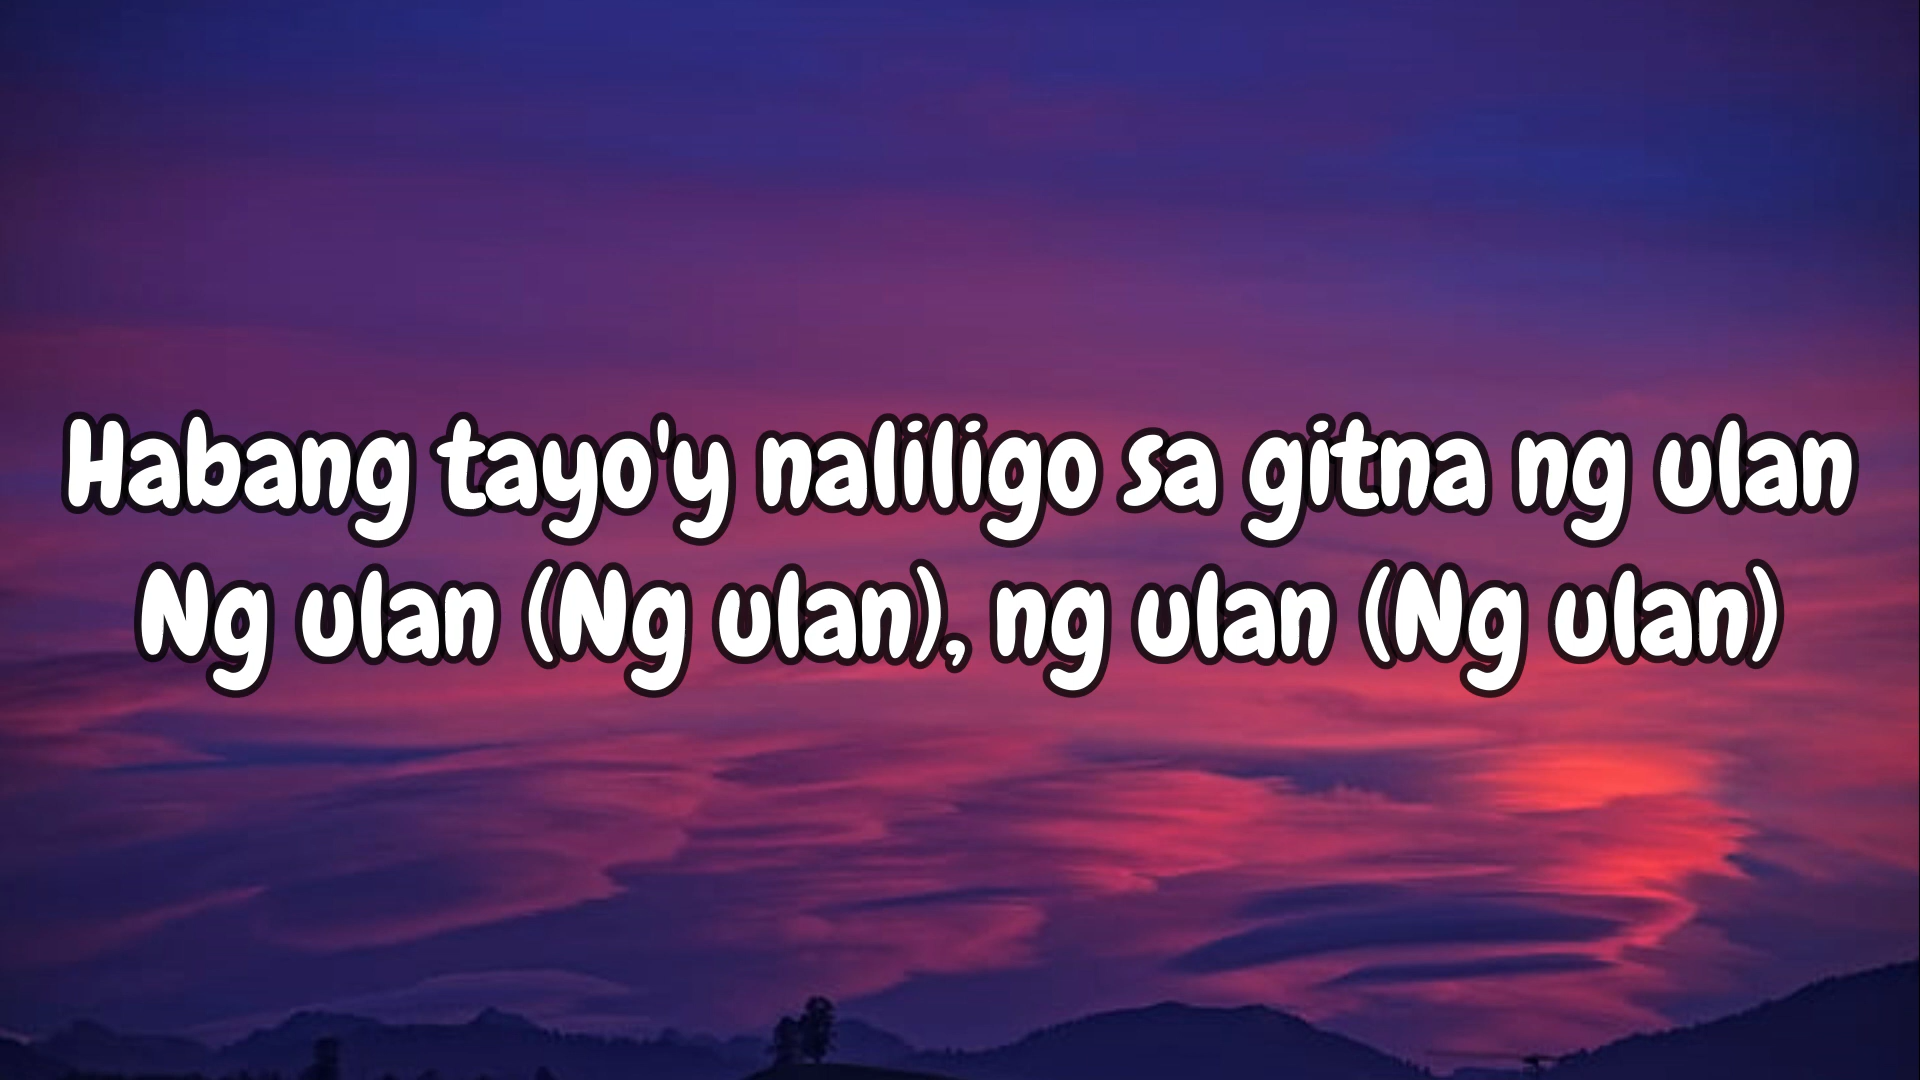 Habang tayo'y naliligo sa gitna ng ulan
Ng ulan (Ng ulan), ng ulan (Ng ulan)